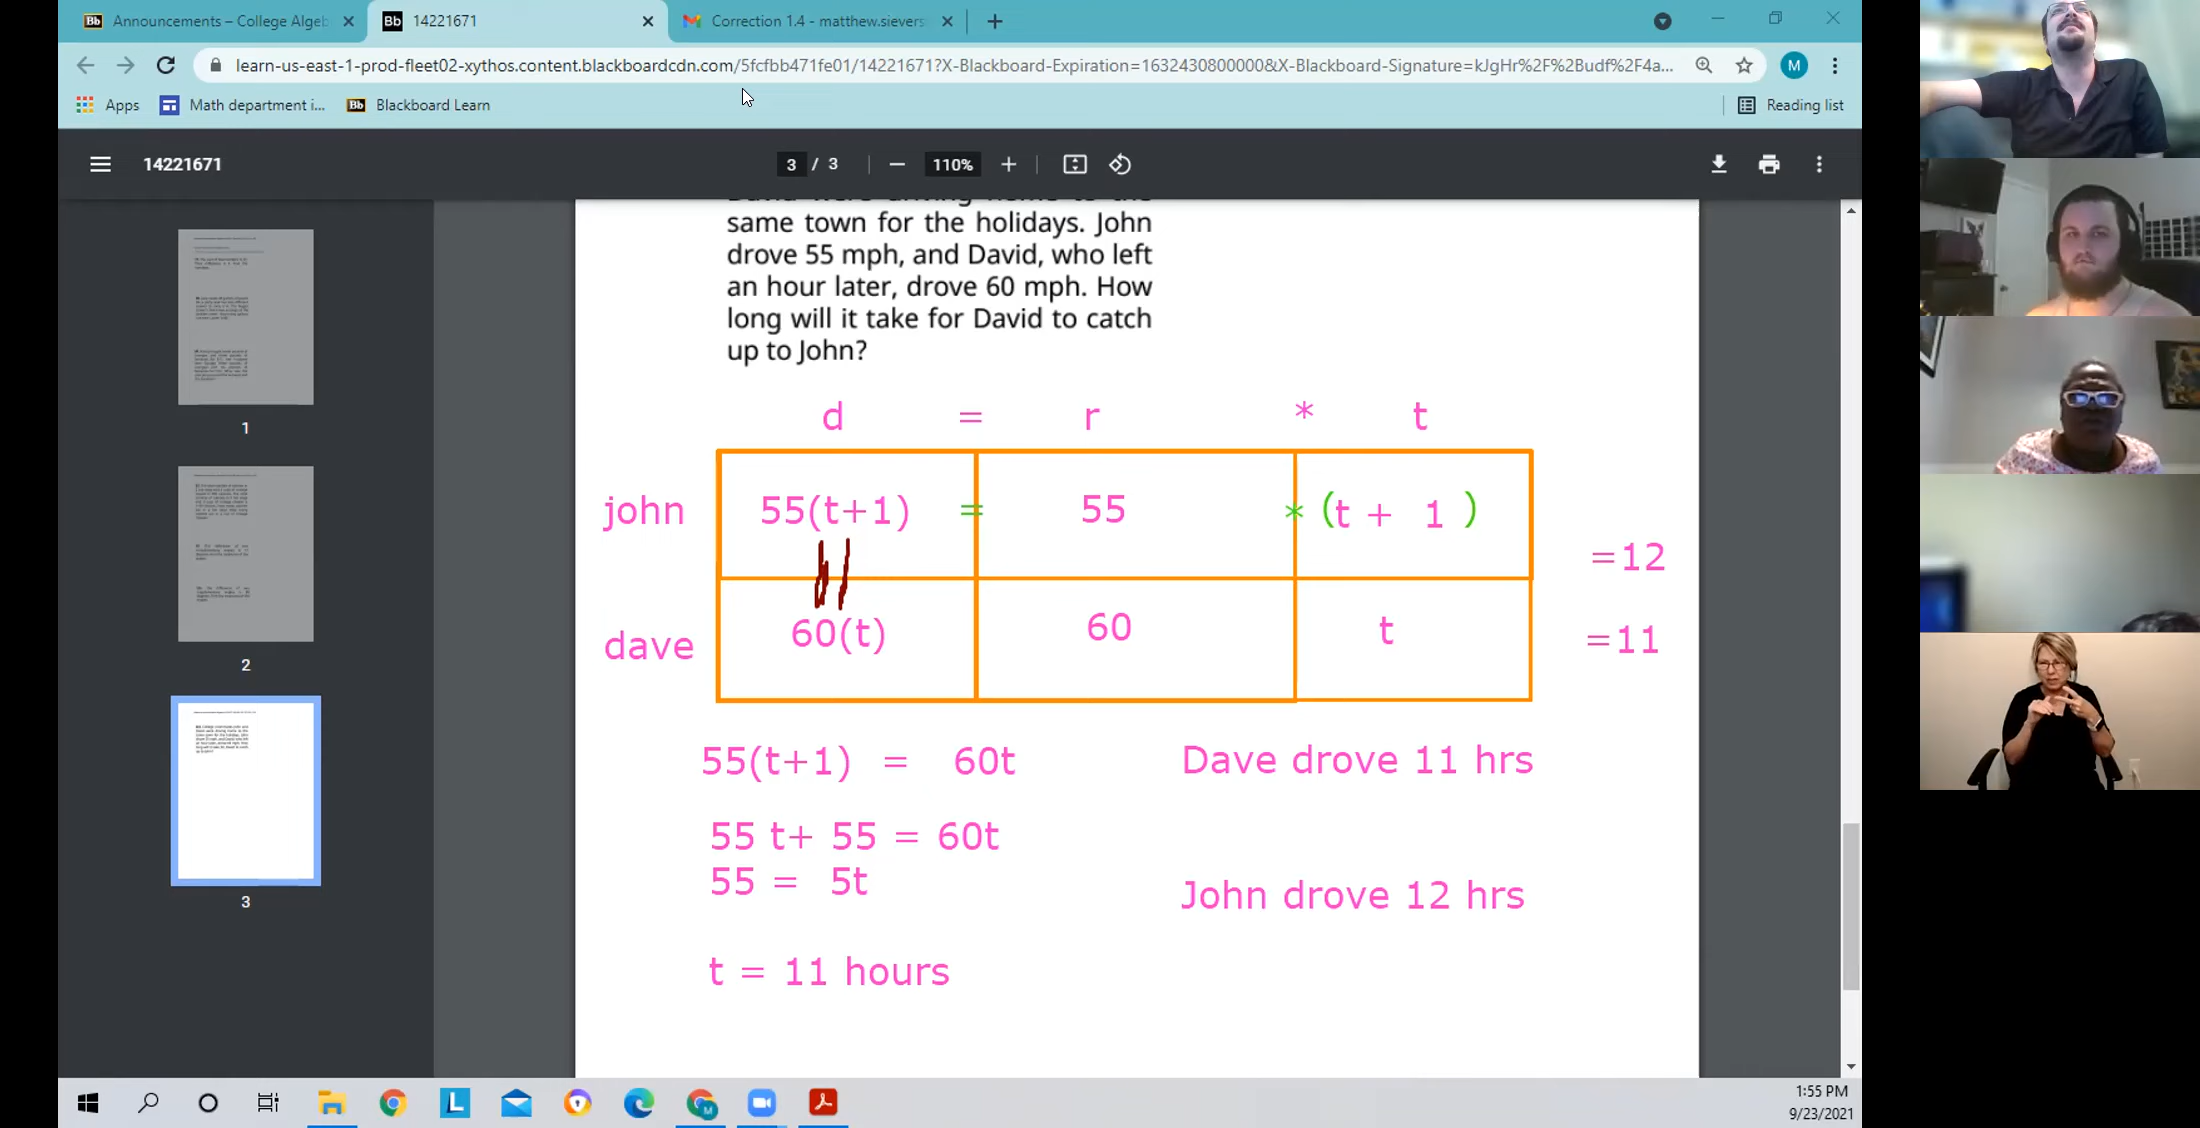 Announcements – College Algeb
14221671
Correction 1.4 - matthew.sievers
learn-us-east-1-prod-fleet02-xythos.content.blackboardcdn.com/5fcfbb471fe01/14221671?X-Blackboard-Expiration=1632430800000&X-Blackboard-Signature=kJgHr%2F%2Budf%2F4a...
M
Apps
Math department i...
Bb Blackboard Learn
Reading list
14221671
3 / 3
110%
same town for the holidays. John
drove 55 mph, and David, who left
an hour later, drove 60 mph. How
long will it take for David to catch
up to John?
d = r * t
john 55(t+1) = 55 * (t + 1 )
=12
dave 60(t) 60 t =11
55(t+1) = 60t
Dave drove 11 hrs
55 t+ 55 = 60t
55 = 5t
John drove 12 hrs
t = 11 hours
1
2
3
1:55 PM
9/23/2021